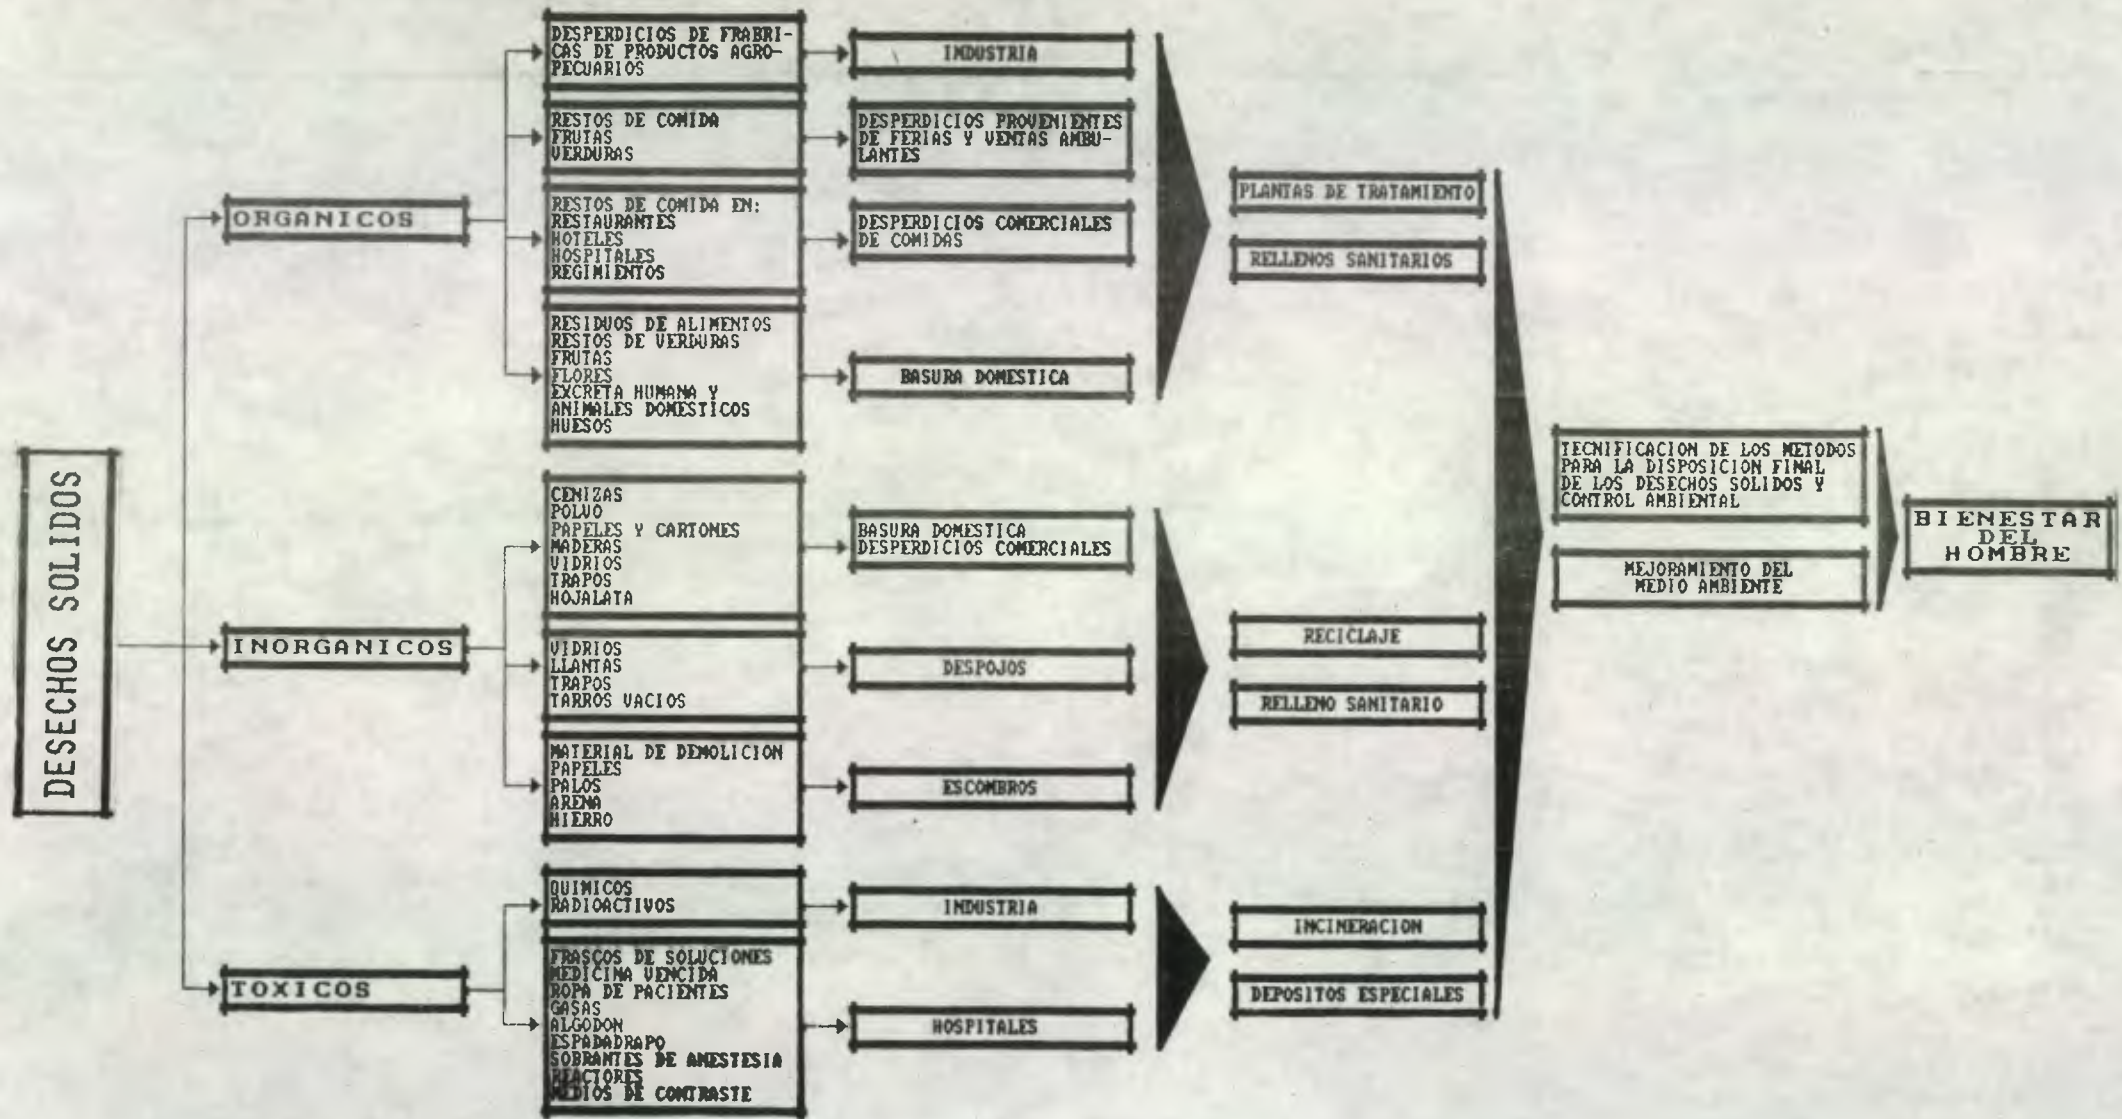 DESECHOS SOLIDOS
ORGANICOS
DESPERDICIOS DE FRABRI-
CAS DE PRODUCTOS AGRO-
PECUARIOS
INDUSTRIA
RESTOS DE COMIDA
FRUTAS
VERDURAS
DESPERDICIOS PROVENIENTES
DE FERIAS Y VENTAS AMBU-
LANTES
RESTOS DE COMIDA EN:
RESTAURANTES
HOTELES
HOSPITALES
REGIMIENTOS
DESPERDICIOS COMERCIALES
DE COMIDAS
RESIDUOS DE ALIMENTOS
RESTOS DE VERDURAS
FRUTAS
FLORES
EXCRETA HUMANA Y
ANIMALES DOMESTICOS
HUESOS
BASURA DOMESTICA
PLANTAS DE TRATAMIENTO
RELLENOS SANITARIOS
INORGANICOS
CENIZAS
POLVO
PAPELES Y CARTONES
MADERAS
VIDRIOS
TRAPOS
HOJALATA
BASURA DOMESTICA
DESPERDICIOS COMERCIALES
VIDRIOS
LLANTAS
TRAPOS
TARROS VACIOS
DESPOJOS
MATERIAL DE DEMOLICION
PAPELES
PALOS
ARENA
HIERRO
ESCOMBROS
RECICLAJE
RELLENO SANITARIO
TOXICOS
QUIMICOS
RADIOACTIVOS
INDUSTRIA
FRASCOS DE SOLUCIONES
MEDICINA VENCIDA
ROPA DE PACIENTES
GASAS
ALGODON
ESPADADRAPO
SOBRANTES DE ANESTESIA
REACTORES
MEDIOS DE CONTRASTE
HOSPITALES
INCINERACION
DEPOSITOS ESPECIALES
TECNIFICACION DE LOS METODOS
PARA LA DISPOSICION FINAL
DE LOS DESECHOS SOLIDOS Y
CONTROL AMBIENTAL
MEJORAMIENTO DEL
MEDIO AMBIENTE
BIENESTAR
DEL
HOMBRE